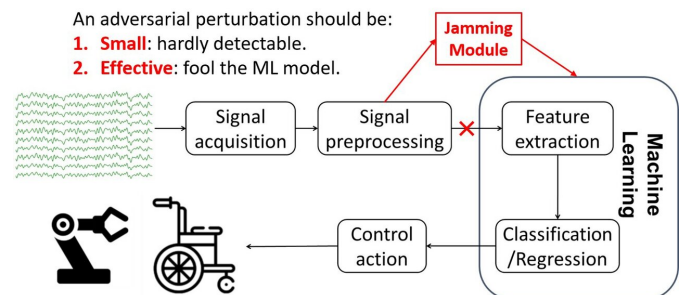 An adversarial perturbation should be:
1. Small: hardly detectable.
2. Effective: fool the ML model.
Jamming
Module
Signal
acquisition
Signal
preprocessing
Feature
extraction
Machine
Learning
Control
action
Classification
/Regression